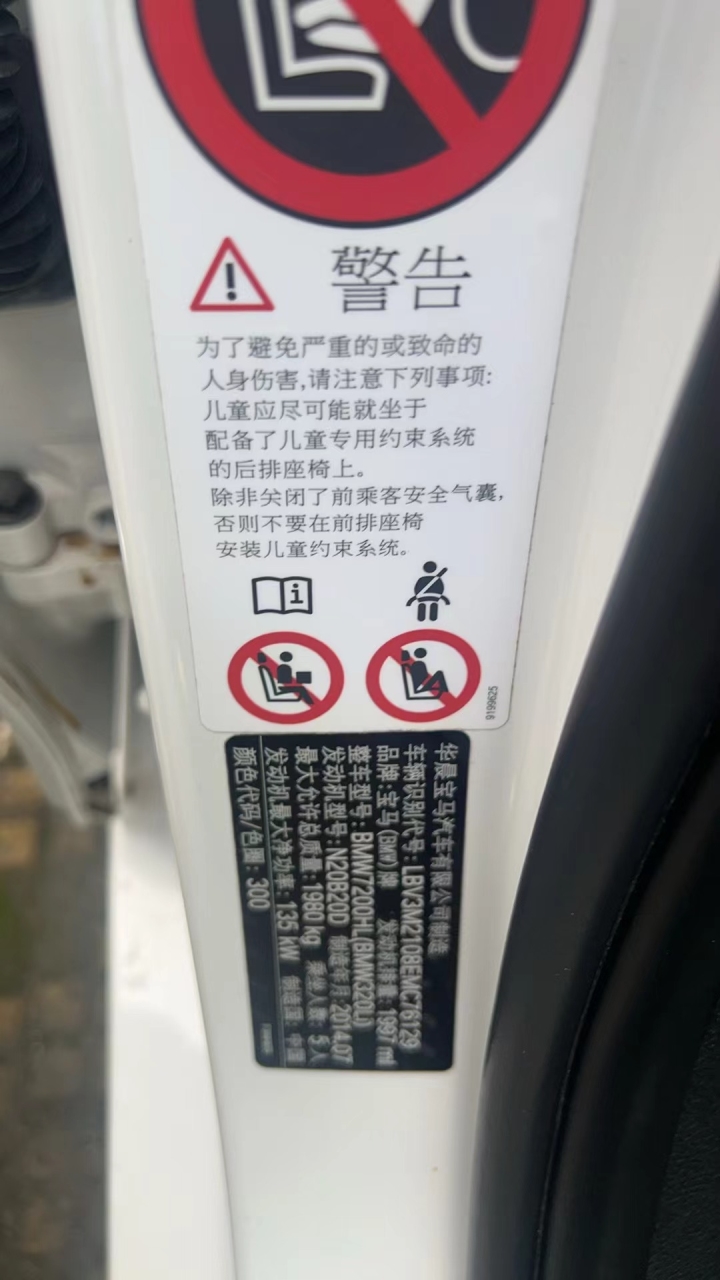 警告
为了避免严重的或致命的
人身伤害,请注意下列事项:
儿童应尽可能就坐于
配备了儿童专用约束系统
的后排座椅上。
除非关闭了前乘客安全气囊,
否则不要在前排座椅
安装儿童约束系统。
9199625
华晨宝马汽车有限公司制造
车辆识别代号: LBV3M2108EMC76129
品牌: 宝马(BMW)牌 发动机排量: 1997 ml
整车型号: BMW7200HL(BMW320Li)
发动机型号: N20B20D 制造年月: 2014.07
最大允许总质量: 1980 kg 乘坐人数: 5人
发动机最大净功率: 135 kW 制造国: 中国
颜色代码/色圈: 300